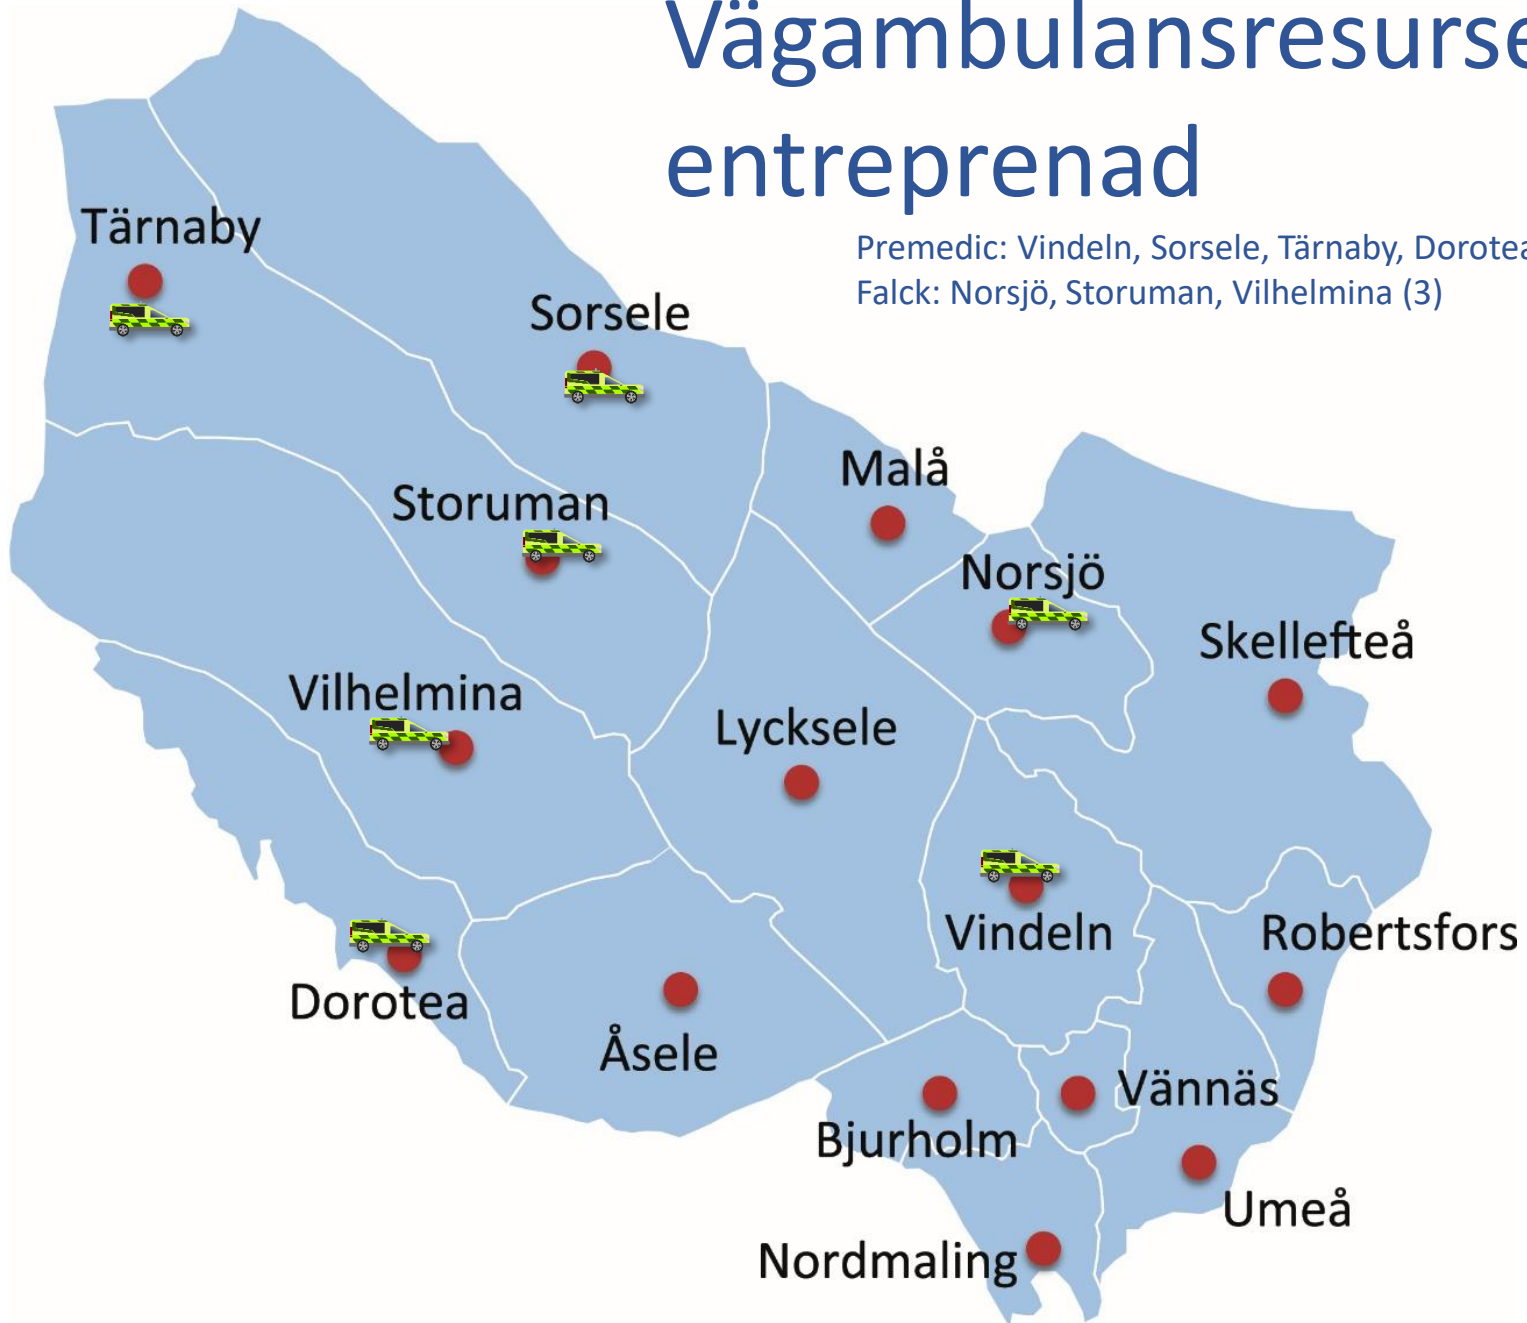 Vägambulansresurse
entreprenad
Premedic: Vindeln, Sorsele, Tärnaby, Dorotea
Falck: Norsjö, Storuman, Vilhelmina (3)
Tärnaby
Sorsele
Malå
Storuman
Norsjö
Skellefteå
Vilhelmina
Lycksele
Vindeln
Robertsfors
Dorotea
Åsele
Vännäs
Bjurholm
Umeå
Nordmaling